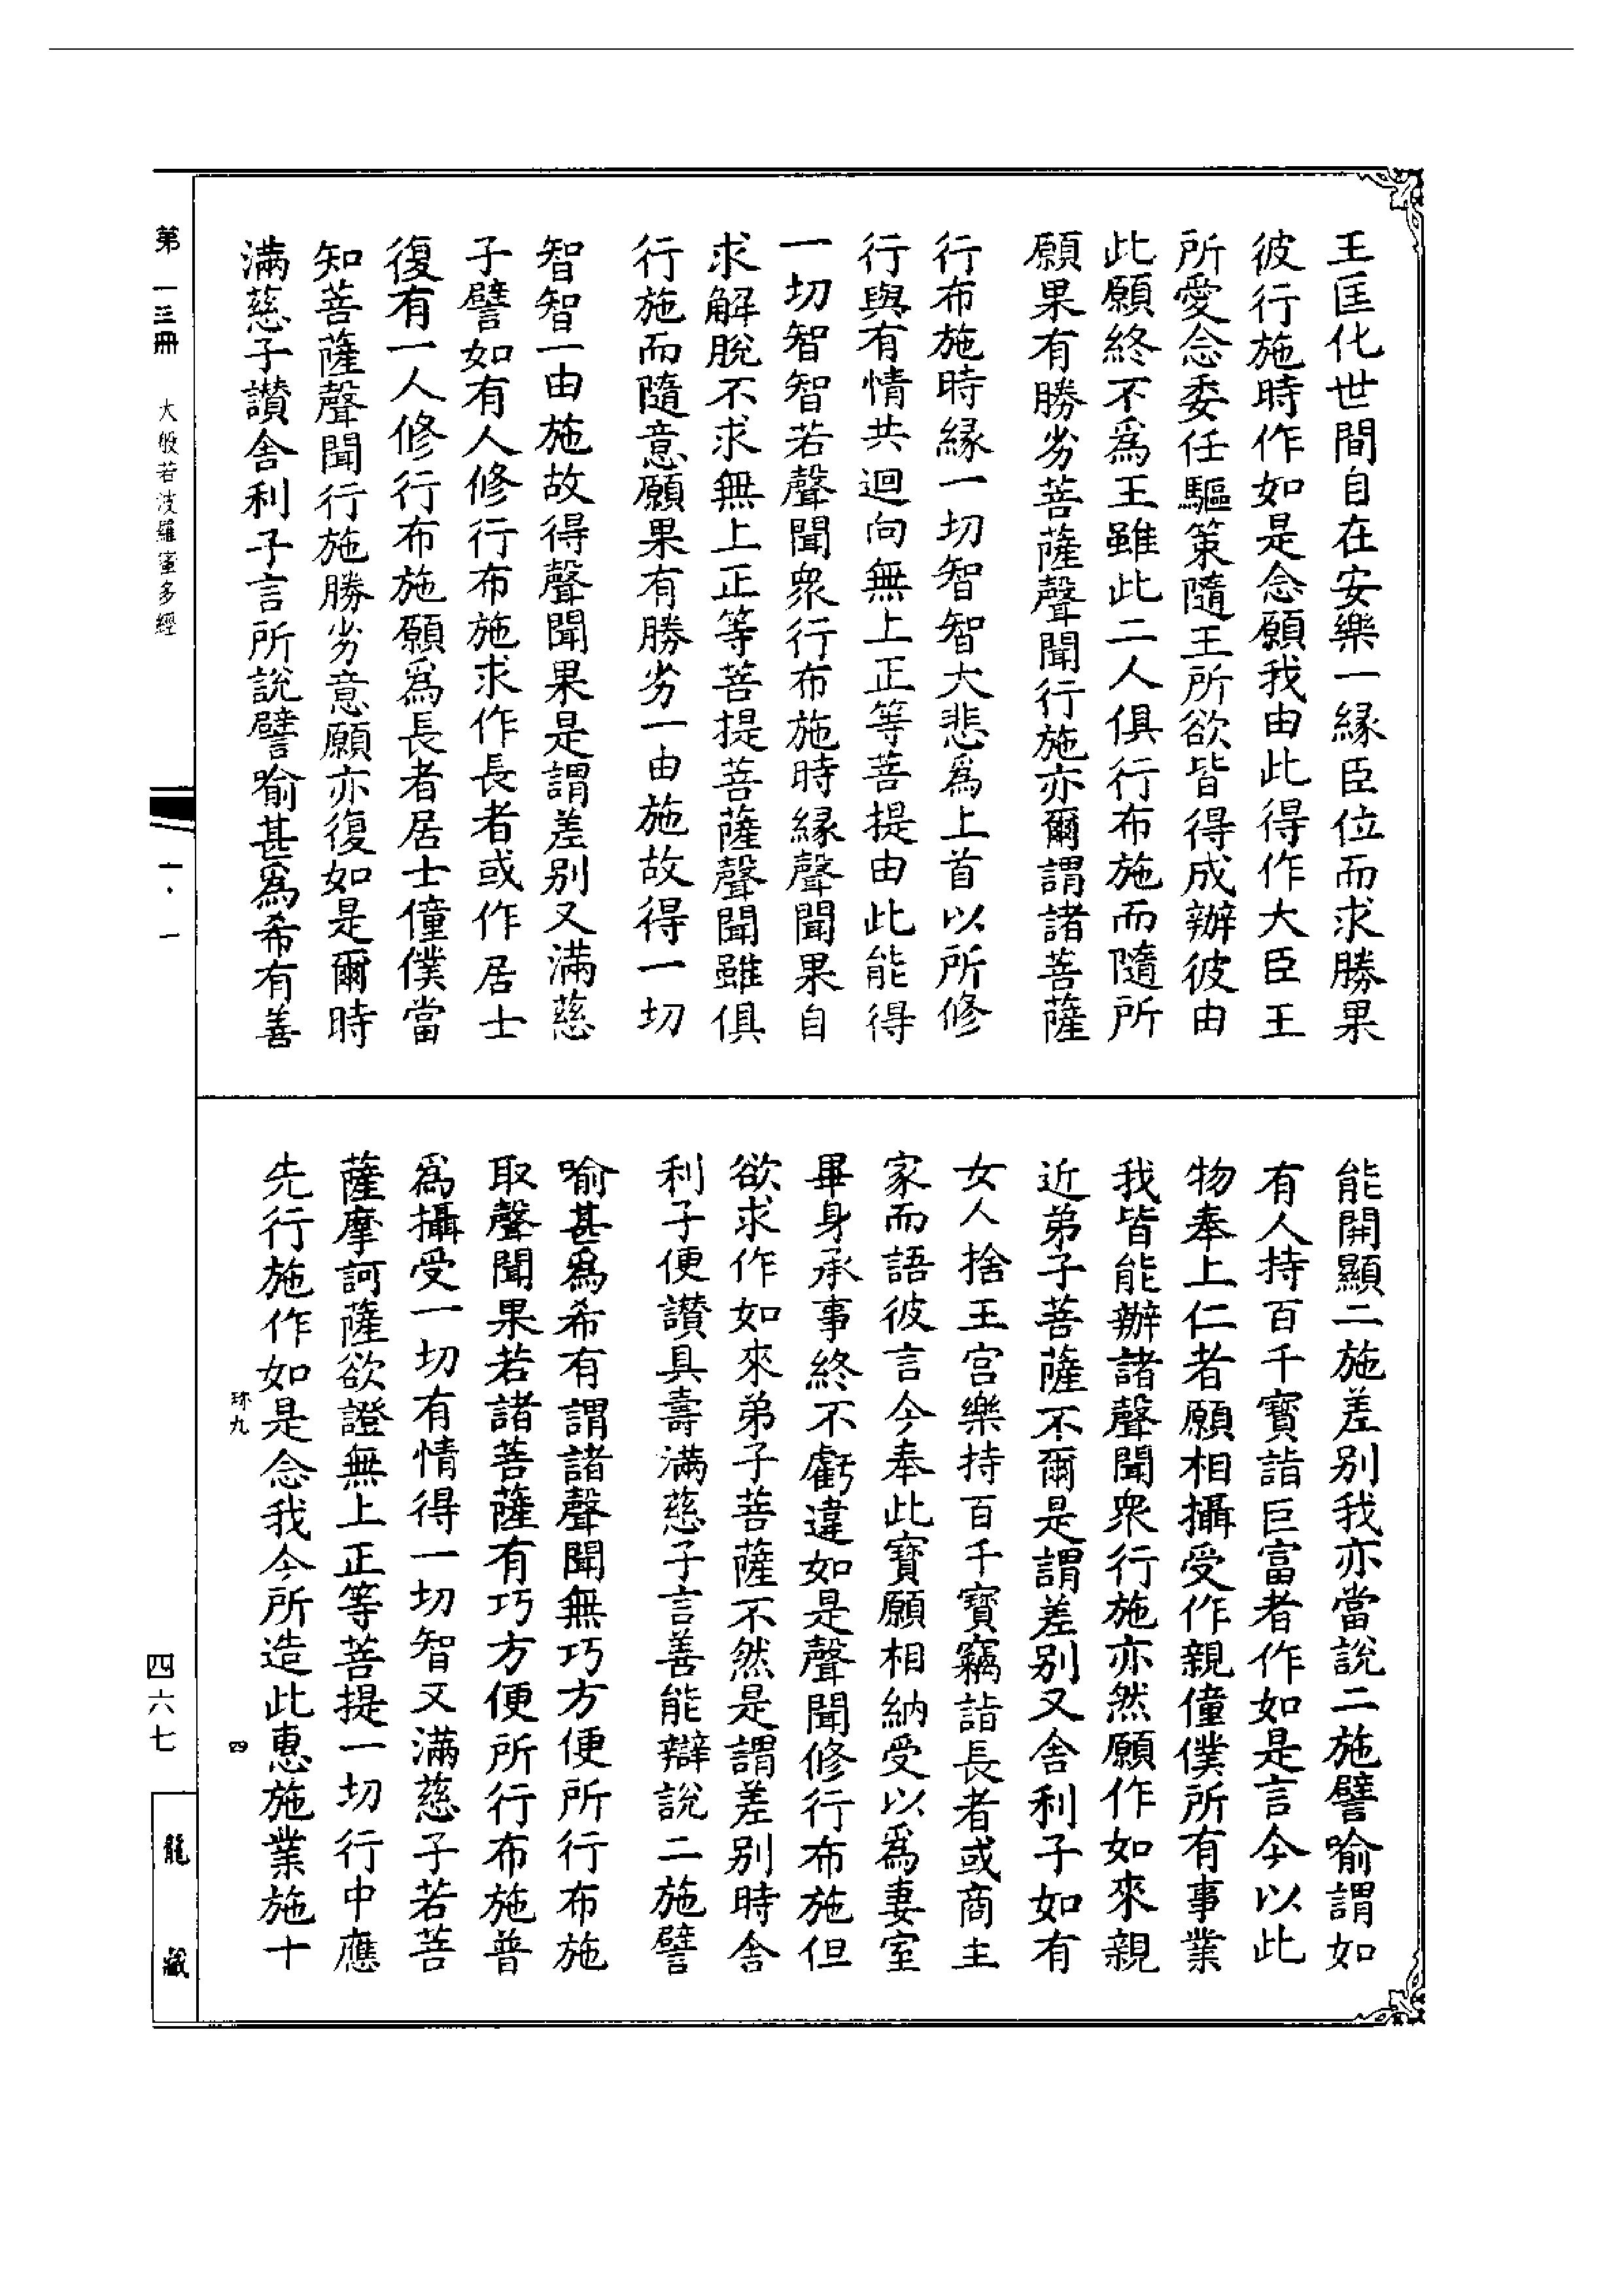 王匡化世間自在安樂一緣臣位而求勝果
彼行施時作如是念願我由此得作大臣王
所愛念委任驅策隨王所欲皆得成辦彼由
此願終不爲王雖此二人俱行布施而隨所
願果有勝劣菩薩聲聞行施亦爾謂諸菩薩
行布施時緣一切智智大悲爲上首以所修
行與有情共迴向無上正等菩提由此能得
一切智智若聲聞衆行布施時緣聲聞果自
求解脫不求無上正等菩提菩薩聲聞雖俱
行施而隨意願果有勝劣一由施故得一切
智智一由施故得聲聞果是謂差別又滿慈
子譬如有人修行布施求作長者或作居士
復有一人修行布施願爲長者居士僮僕當
知菩薩聲聞行施勝劣意願亦復如是爾時
滿慈子讚舍利子言所說譬喻甚爲希有善
能開顯二施差別我亦當說二施譬喻謂如
有人持百千寶詣巨富者作如是言今以此
物奉上仁者願相攝受作親僮僕所有事業
我皆能辦諸聲聞衆行施亦然願作如來親
近弟子菩薩不爾是謂差別又舍利子如有
女人捨王宮樂持百千寶竊詣長者或商主
家而語彼言今奉此寶願相納受以爲妻室
畢身承事終不虧違如是聲聞修行布施但
欲求作如來弟子菩薩不然是謂差別時舍
利子便讚具壽滿慈子言善能辯說二施譬
喻甚爲希有謂諸聲聞無巧方便所行布施
取聲聞果若諸菩薩有巧方便所行布施普
爲攝受一切有情得一切智又滿慈子若菩
薩摩訶薩欲證無上正等菩提一切行中應
先行施作如是念我今所造此惠施業施十
珎九
四
第一三冊 大般若波羅蜜多經
一·一
四六七
龍藏